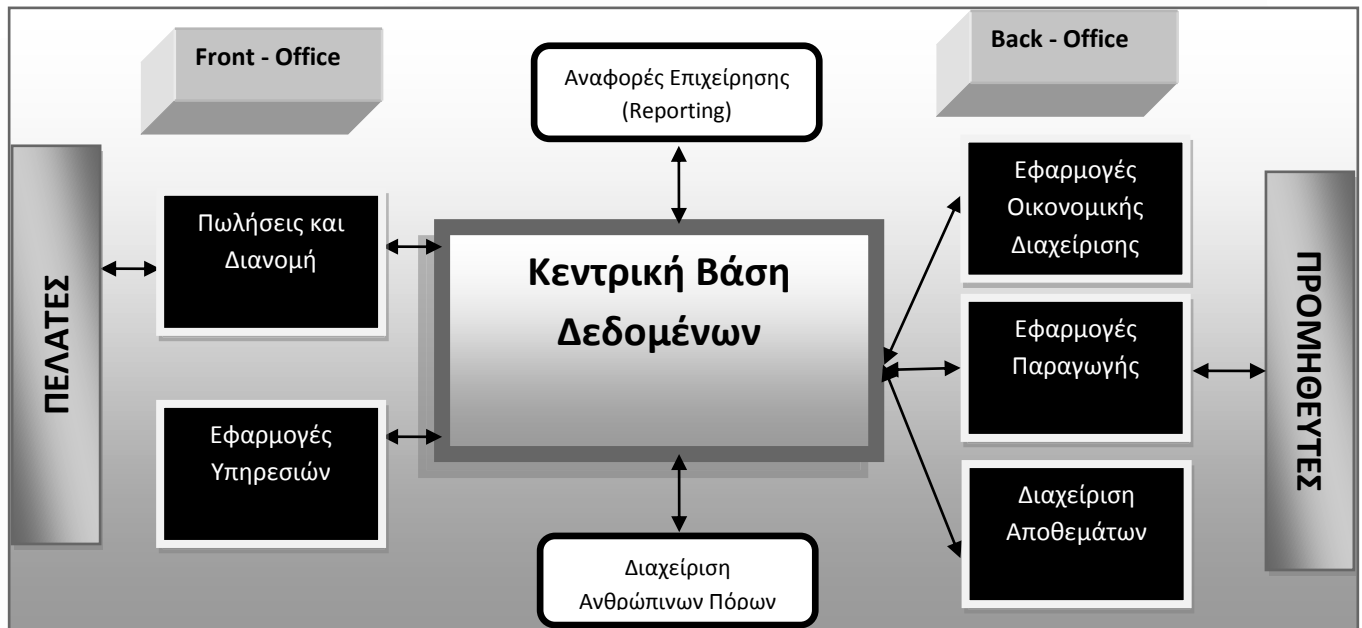 Front - Office
Αναφορές Επιχείρησης
(Reporting)
Back - Office
ΠΕΛΑΤΕΣ
Πωλήσεις και
Διανομή
Εφαρμογές
Υπηρεσιών
Κεντρική Βάση
Δεδομένων
Διαχείριση
Ανθρώπινων Πόρων
Εφαρμογές
Οικονομικής
Διαχείρισης
Εφαρμογές
Παραγωγής
Διαχείριση
Αποθεμάτων
ΠΡΟΜΗΘΕΥΤΕΣ